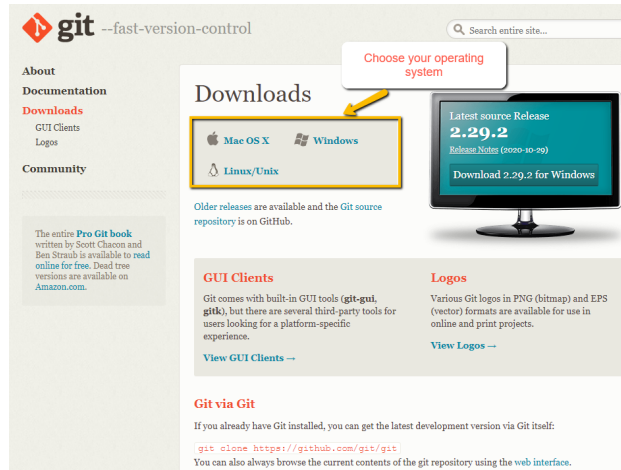 git --fast-version-control
Search entire site...
Choose your operating
system
About
Documentation
Downloads
GUI Clients
Logos
Community
The entire Pro Git book
written by Scott Chacon and
Ben Straub is available to read
online for free. Dead tree
versions are available on
Amazon.com.
Downloads
Mac OS X
Windows
Linux/Unix
Older releases are available and the Git source
repository is on GitHub.
Latest source Release
2.29.2
Release Notes (2020-10-29)
Download 2.29.2 for Windows
GUI Clients
Git comes with built-in GUI tools (git-gui,
gitk), but there are several third-party tools for
users looking for a platform-specific
experience.
View GUI Clients →
Logos
Various Git logos in PNG (bitmap) and EPS
(vector) formats are available for use in
online and print projects.
View Logos →
Git via Git
If you already have Git installed, you can get the latest development version via Git itself:
git clone https://github.com/git/git
You can also always browse the current contents of the git repository using the web interface.